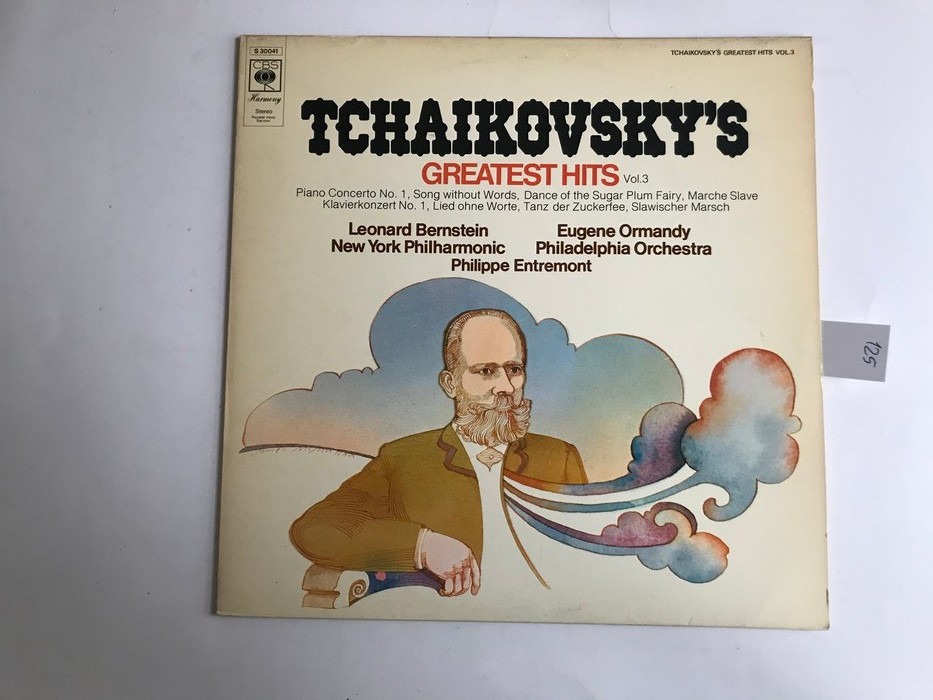 S 30041
CBS
Harmony
Stereo
TCHAIKOVSKY'S GREATEST HITS VOL.3
TCHAIKOVSKY'S
GREATEST HITS Vol.3
Piano Concerto No. 1, Song without Words, Dance of the Sugar Plum Fairy, Marche Slave
Klavierkonzert No. 1, Lied ohne Worte, Tanz der Zuckerfee, Slawischer Marsch
Leonard Bernstein Eugene Ormandy
New York Philharmonic Philadelphia Orchestra
Philippe Entremont
125